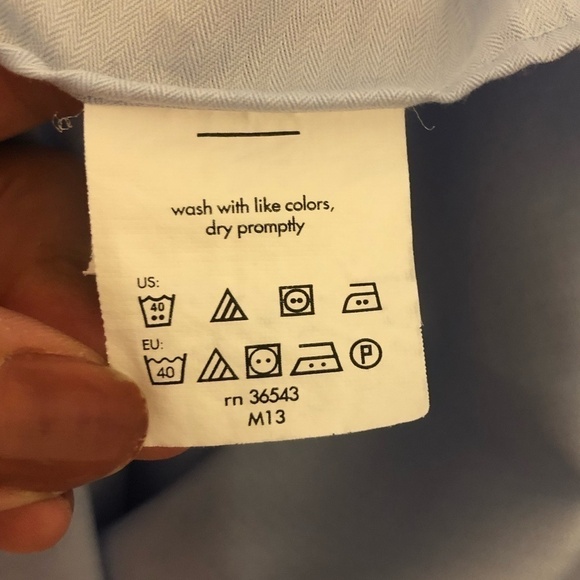 wash with like colors,
dry promptly
US:
40
EU:
40 P
rn 36543
M13